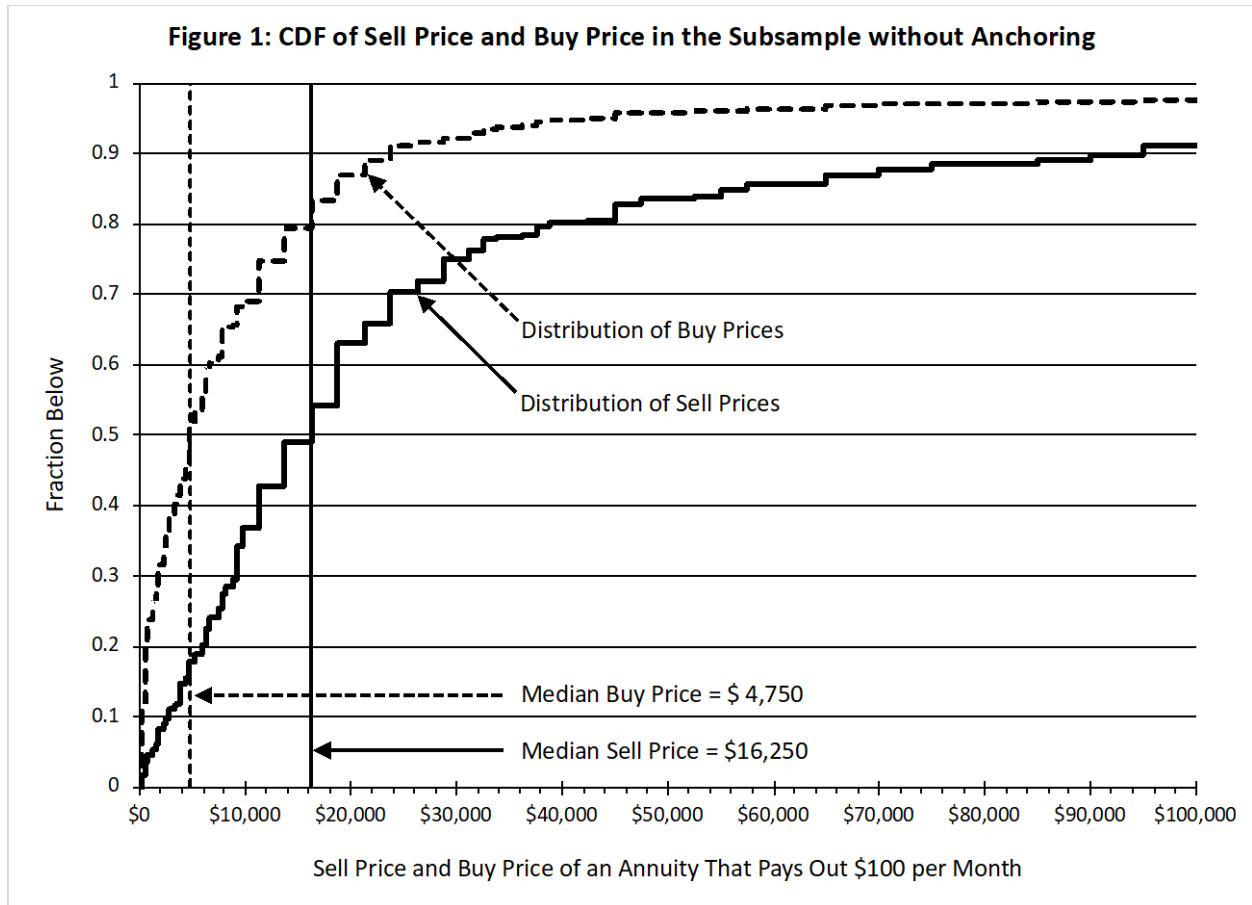 Figure 1: CDF of Sell Price and Buy Price in the Subsample without Anchoring
1
0.9
0.8
0.7
0.6
0.5
0.4
0.3
0.2
0.1
0
Fraction Below
Distribution of Buy Prices
Distribution of Sell Prices
Median Buy Price = $ 4,750
Median Sell Price = $16,250
$0 $10,000 $20,000 $30,000 $40,000 $50,000 $60,000 $70,000 $80,000 $90,000 $100,000
Sell Price and Buy Price of an Annuity That Pays Out $100 per Month